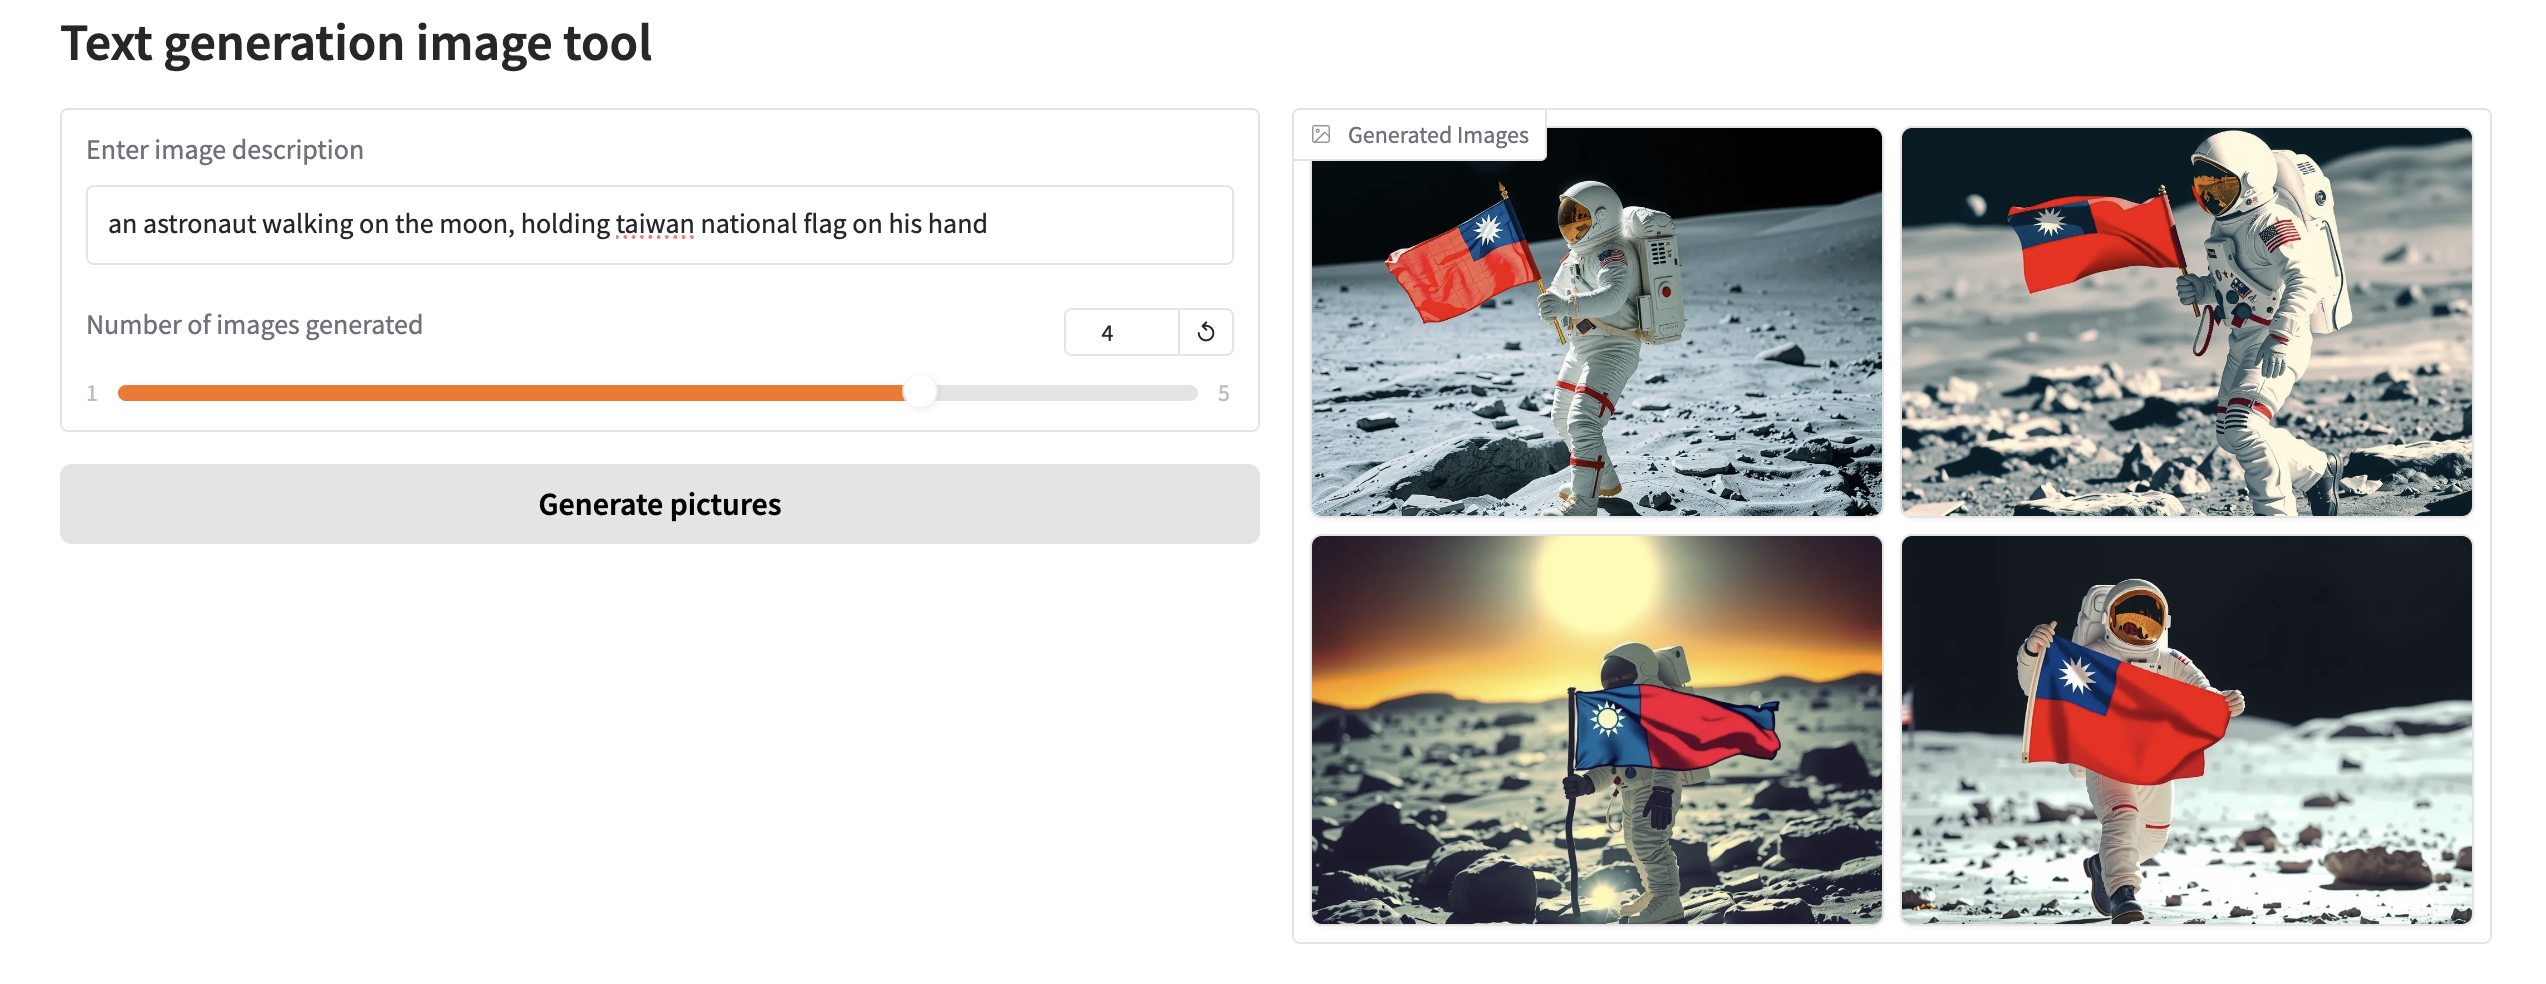 Text generation image tool
Enter image description
an astronaut walking on the moon, holding taiwan national flag on his hand
Number of images generated
4
1
5
Generate pictures
Generated Images